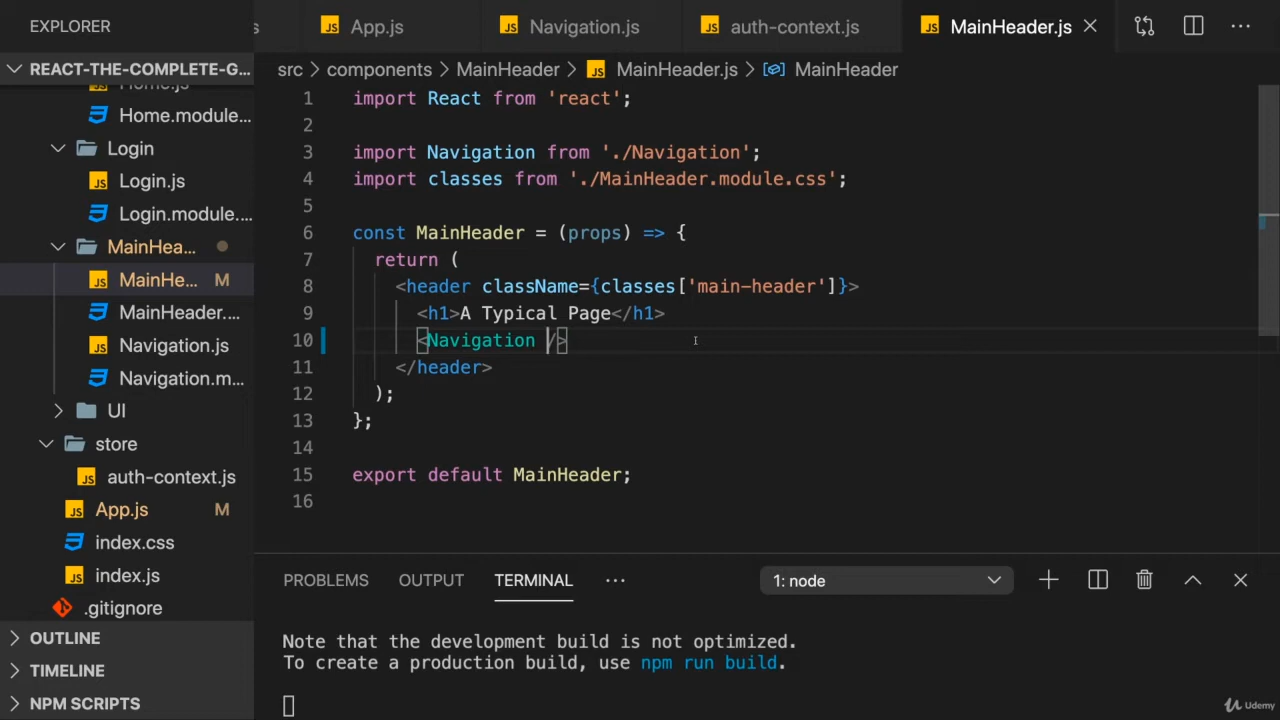 EXPLORER
s
App.js
Navigation.js
auth-context.js
MainHeader.js
REACT-THE-COMPLETE-G...
src > components > MainHeader > MainHeader.js > MainHeader
Home.js
Home.module...
Login
Login.js
Login.module....
MainHea...
MainHe... M
MainHeader....
Navigation.js
Navigation.m...
UI
store
auth-context.js
App.js M
index.css
index.js
.gitignore
OUTLINE
TIMELINE
NPM SCRIPTS
1 import React from 'react';
2
3 import Navigation from './Navigation';
4 import classes from './MainHeader.module.css';
5
6 const MainHeader = (props) => {
7 return (
8 <header className={classes['main-header']}>
9 <h1>A Typical Page</h1>
10 <Navigation />
11 </header>
12 );
13 };
14
15 export default MainHeader;
16
PROBLEMS OUTPUT TERMINAL ...
1: node
Note that the development build is not optimized.
To create a production build, use npm run build.
Udemy